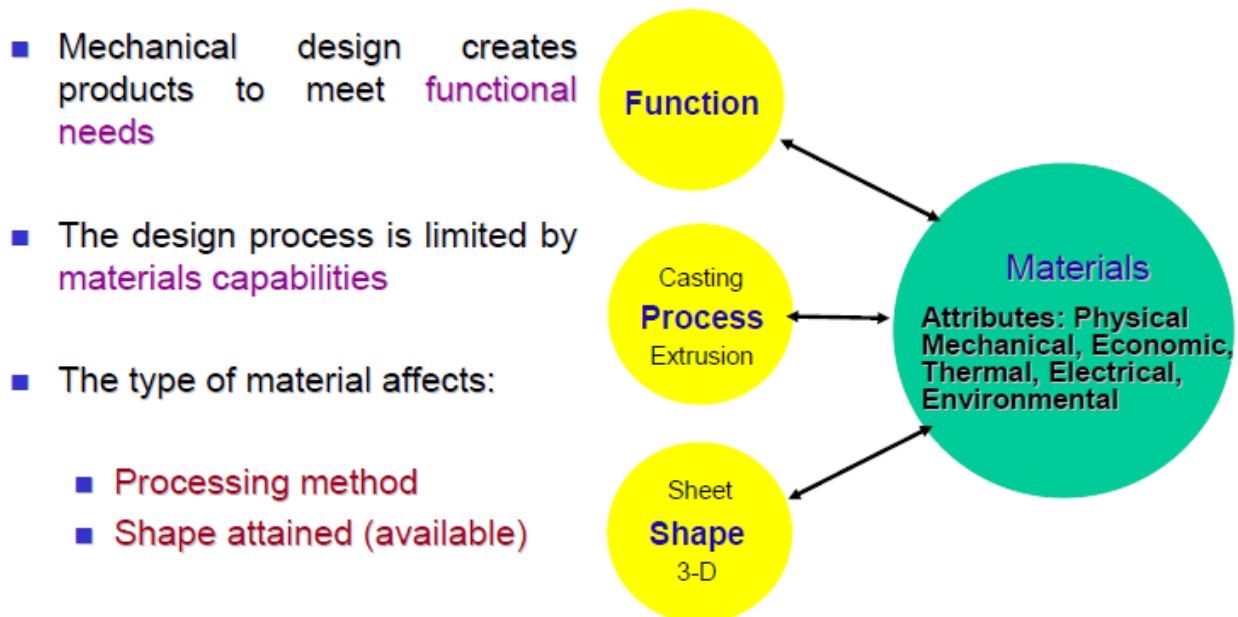 Mechanical design creates
products to meet functional
needs
The design process is limited by
materials capabilities
The type of material affects:
Processing method
Shape attained (available)
Function
Casting
Process
Extrusion
Sheet
Shape
3-D
Materials
Attributes: Physical
Mechanical, Economic,
Thermal, Electrical,
Environmental